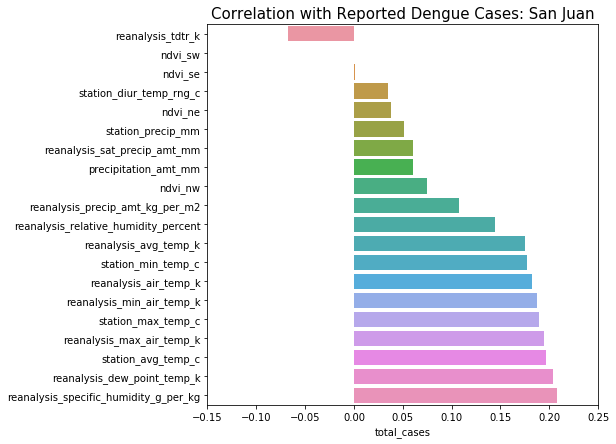 Correlation with Reported Dengue Cases: San Juan
reanalysis_tdtr_k
ndvi_sw
ndvi_se
station_diur_temp_rng_c
ndvi_ne
station_precip_mm
reanalysis_sat_precip_amt_mm
precipitation_amt_mm
ndvi_nw
reanalysis_precip_amt_kg_per_m2
reanalysis_relative_humidity_percent
reanalysis_avg_temp_k
station_min_temp_c
reanalysis_air_temp_k
reanalysis_min_air_temp_k
station_max_temp_c
reanalysis_max_air_temp_k
station_avg_temp_c
reanalysis_dew_point_temp_k
reanalysis_specific_humidity_g_per_kg
−0.15 −0.10 −0.05 0.00 0.05 0.10 0.15 0.20 0.25
total_cases